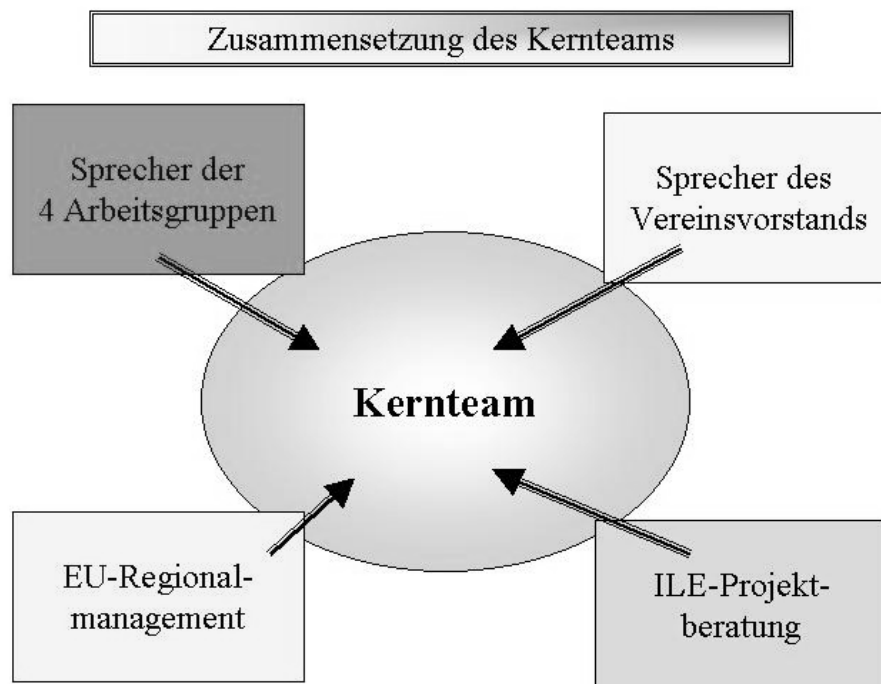 Zusammensetzung des Kernteams
Sprecher der
4 Arbeitsgruppen
Sprecher des
Vereinsvorstands
Kernteam
EU-Regional-
management
ILE-Projekt-
beratung